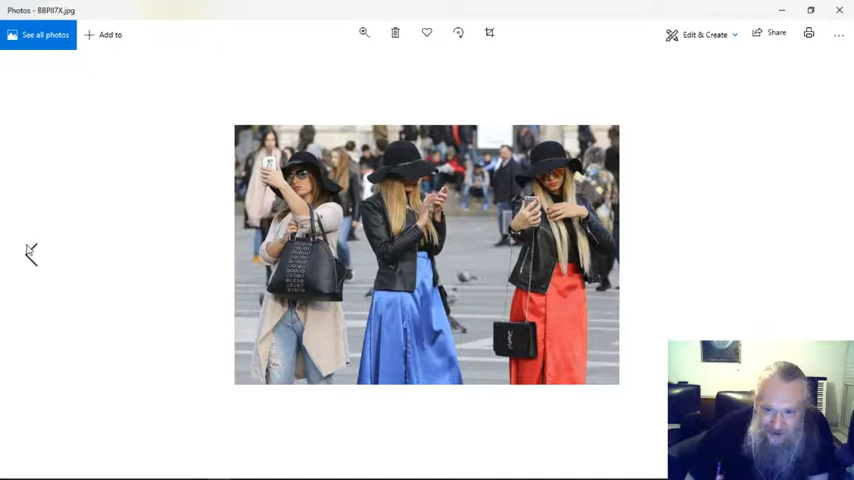 Photos - BBPII7X.jpg
See all photos
Add to
Edit & Create
Share